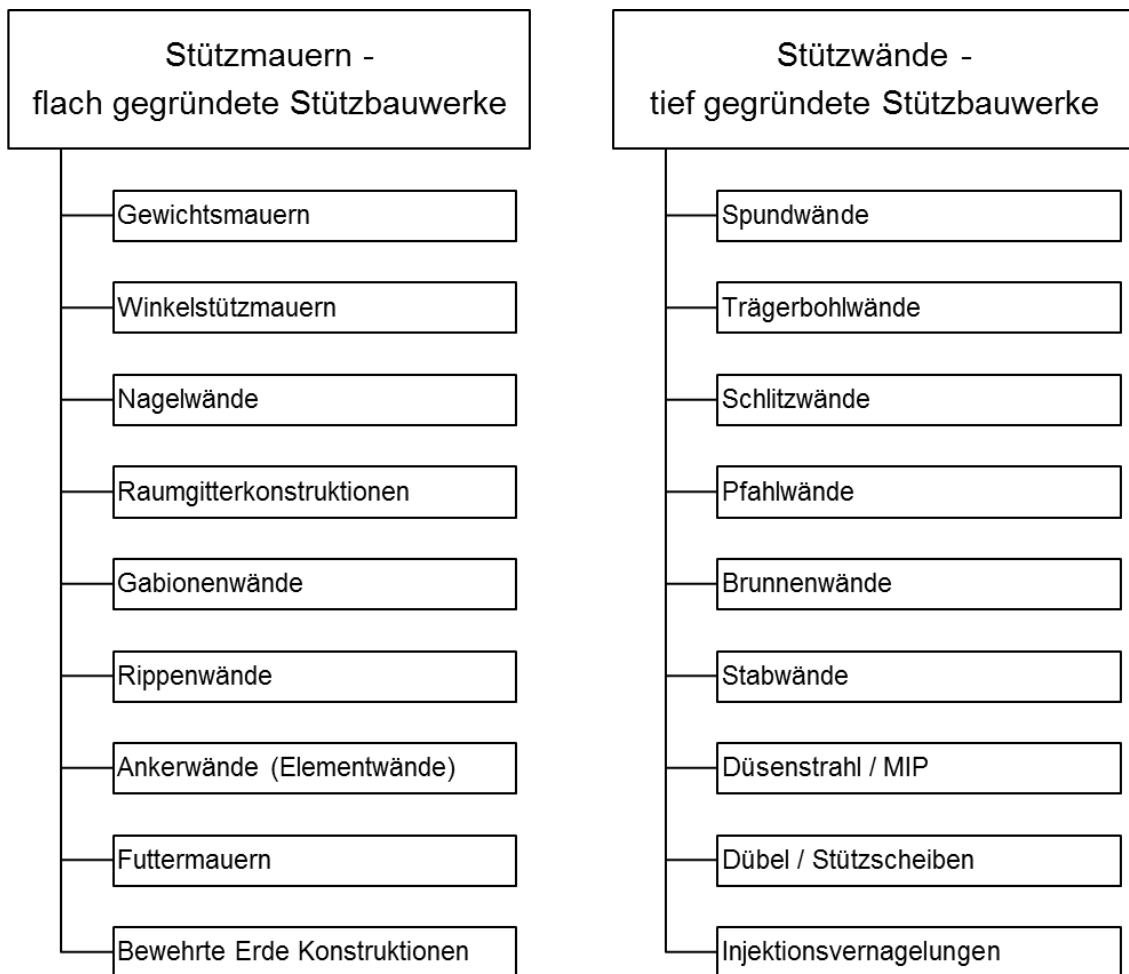 Stützmauern -
flach gegründete Stützbauwerke
Gewichtsmauern
Winkelstützmauern
Nagelwände
Raumgitterkonstruktionen
Gabionenwände
Rippenwände
Ankerwände (Elementwände)
Futtermauern
Bewehrte Erde Konstruktionen
Stützwände -
tief gegründete Stützbauwerke
Spundwände
Trägerbohlwände
Schlitzwände
Pfahlwände
Brunnenwände
Stabwände
Düsenstrahl / MIP
Dübel / Stützscheiben
Injektionsvernagelungen